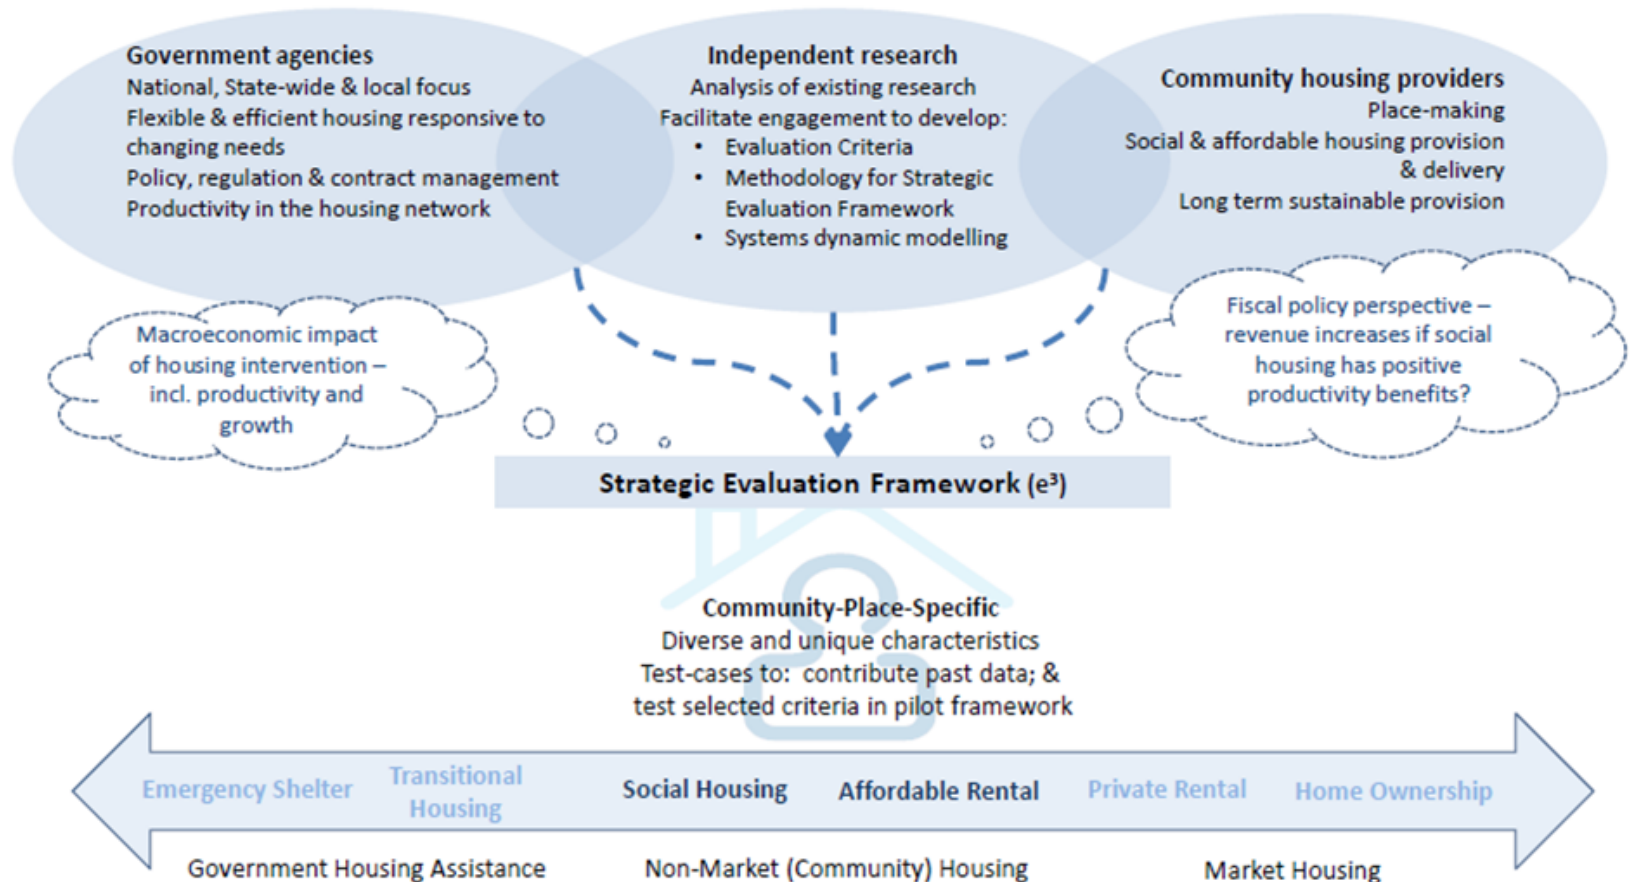 Government agencies
National, State-wide & local focus
Flexible & efficient housing responsive to
changing needs
Policy, regulation & contract management
Productivity in the housing network
Independent research
Analysis of existing research
Facilitate engagement to develop:
• Evaluation Criteria
• Methodology for Strategic
Evaluation Framework
• Systems dynamic modelling
Community housing providers
Place-making
Social & affordable housing provision
& delivery
Long term sustainable provision
Macroeconomic impact
of housing intervention –
incl. productivity and
growth
Fiscal policy perspective –
revenue increases if social
housing has positive
productivity benefits?
Strategic Evaluation Framework (e³)
Community-Place-Specific
Diverse and unique characteristics
Test-cases to: contribute past data; &
test selected criteria in pilot framework
Emergency Shelter
Transitional
Housing
Social Housing
Affordable Rental
Private Rental
Home Ownership
Government Housing Assistance
Non-Market (Community) Housing
Market Housing